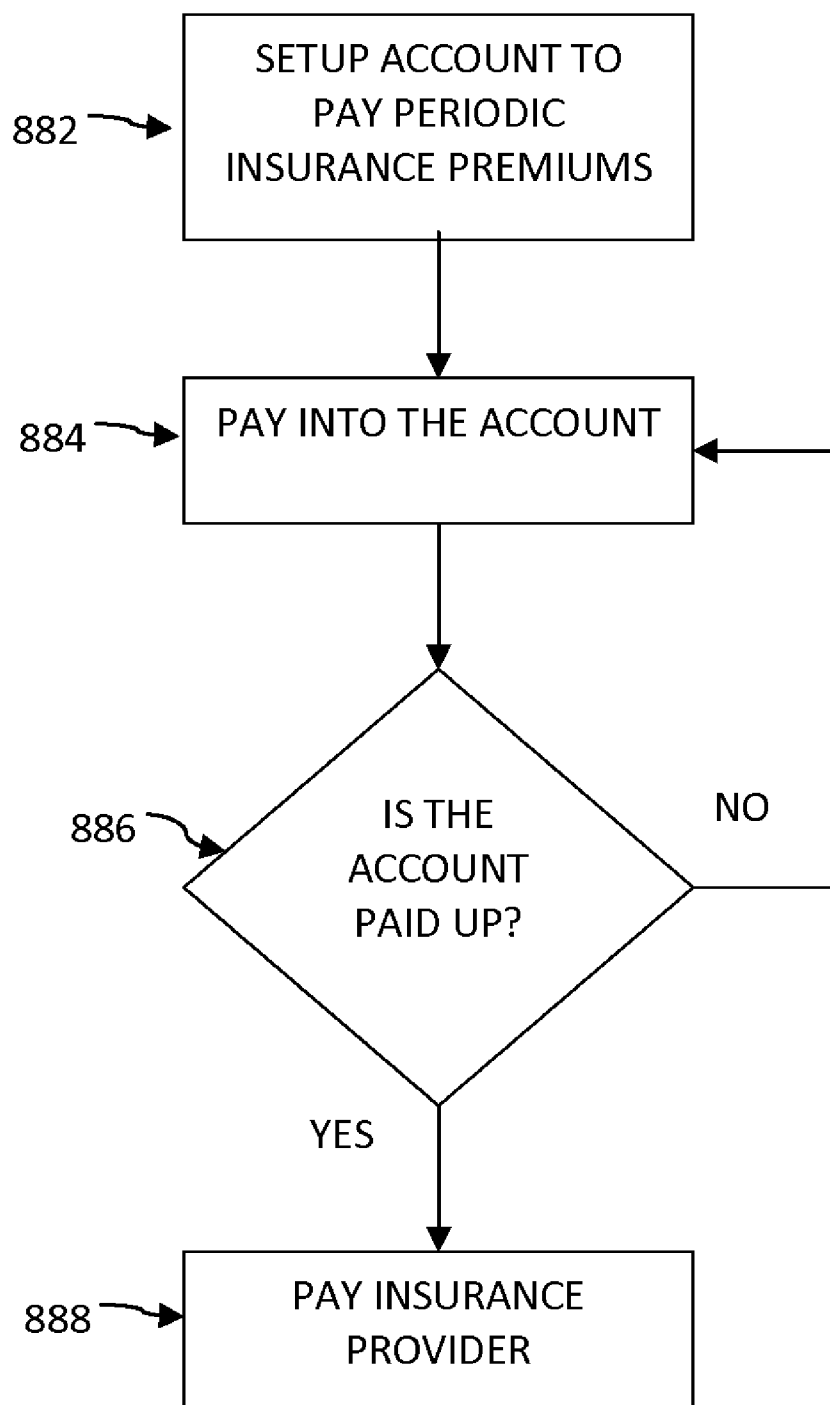 SETUP ACCOUNT TO
PAY PERIODIC
INSURANCE PREMIUMS
882
PAY INTO THE ACCOUNT
884
IS THE
ACCOUNT
PAID UP?
886
NO
YES
PAY INSURANCE
PROVIDER
888